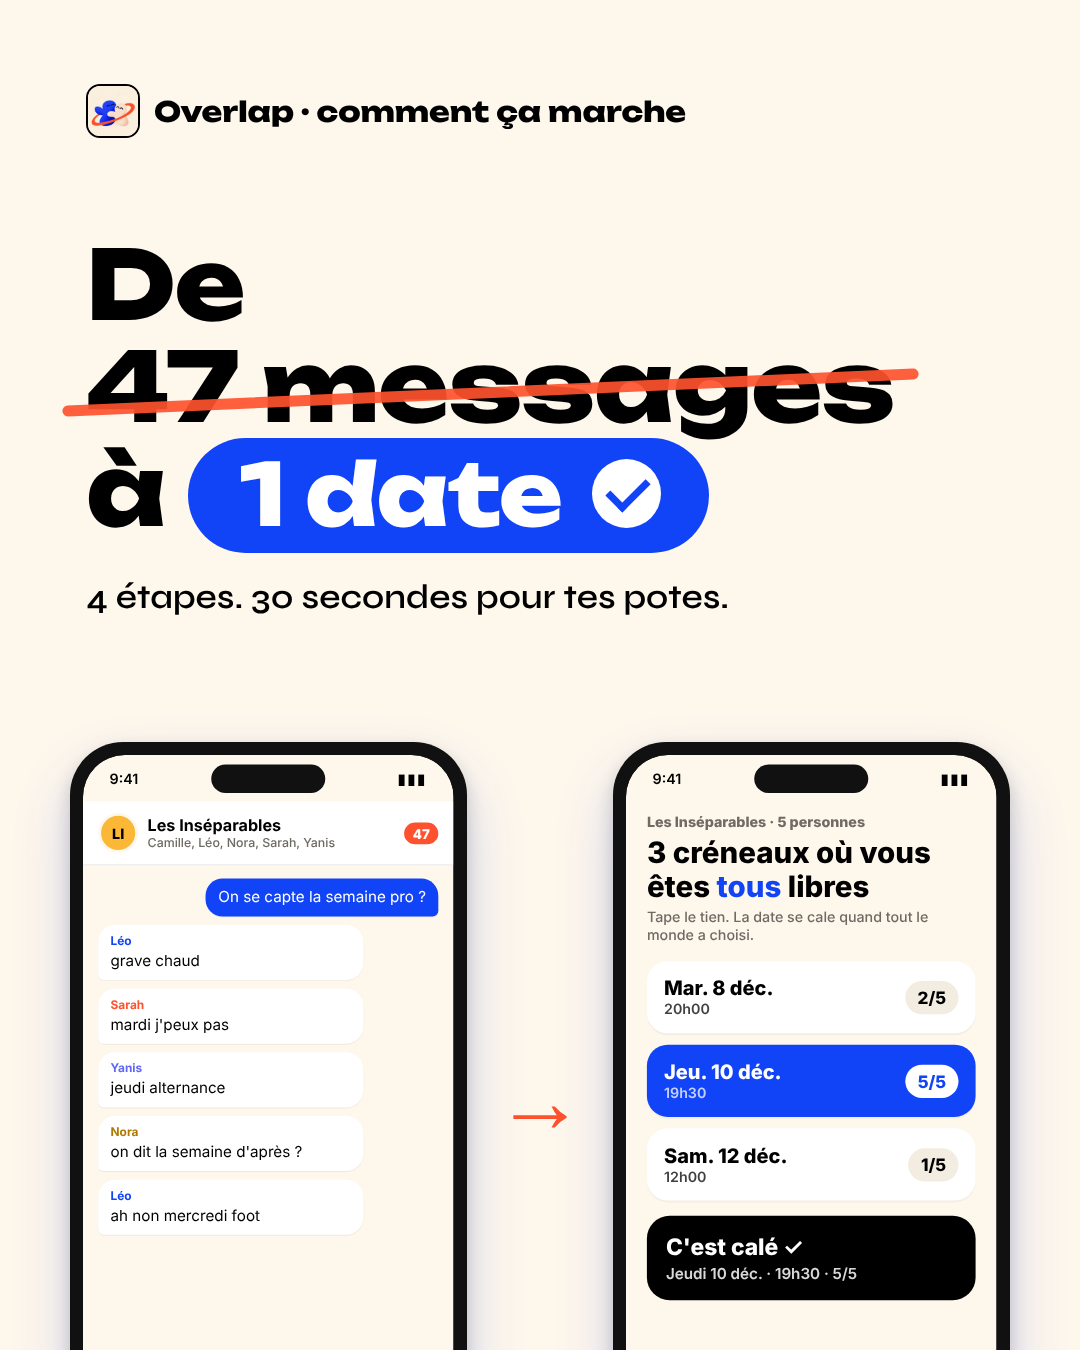 Overlap · comment ça marche
De
47 messages
à 1 date
4 étapes. 30 secondes pour tes potes.
9:41
LI
Les Inséparables
Camille, Léo, Nora, Sarah, Yanis
47
On se capte la semaine pro ?
Léo
grave chaud
Sarah
mardi j'peux pas
Yanis
jeudi alternance
Nora
on dit la semaine d'après ?
Léo
ah non mercredi foot
→
9:41
Les Inséparables · 5 personnes
3 créneaux où vous
êtes tous libres
Tape le tien. La date se cale quand tout le
monde a choisi.
Mar. 8 déc.
20h00
2/5
Jeu. 10 déc.
19h30
5/5
Sam. 12 déc.
12h00
1/5
C'est calé ✓
Jeudi 10 déc. · 19h30 · 5/5